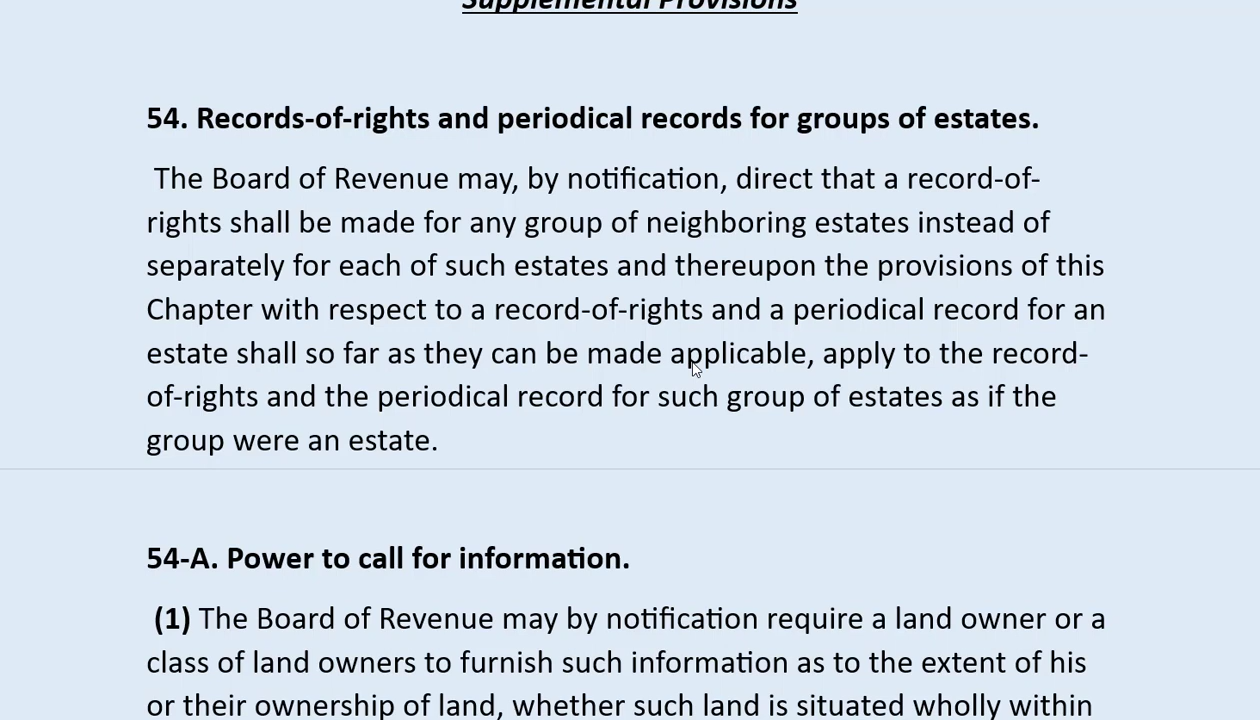 Supplemental Provisions
54. Records-of-rights and periodical records for groups of estates.
The Board of Revenue may, by notification, direct that a record-of-
rights shall be made for any group of neighboring estates instead of
separately for each of such estates and thereupon the provisions of this
Chapter with respect to a record-of-rights and a periodical record for an
estate shall so far as they can be made applicable, apply to the record-
of-rights and the periodical record for such group of estates as if the
group were an estate.
54-A. Power to call for information.
(1) The Board of Revenue may by notification require a land owner or a
class of land owners to furnish such information as to the extent of his
or their ownership of land, whether such land is situated wholly within